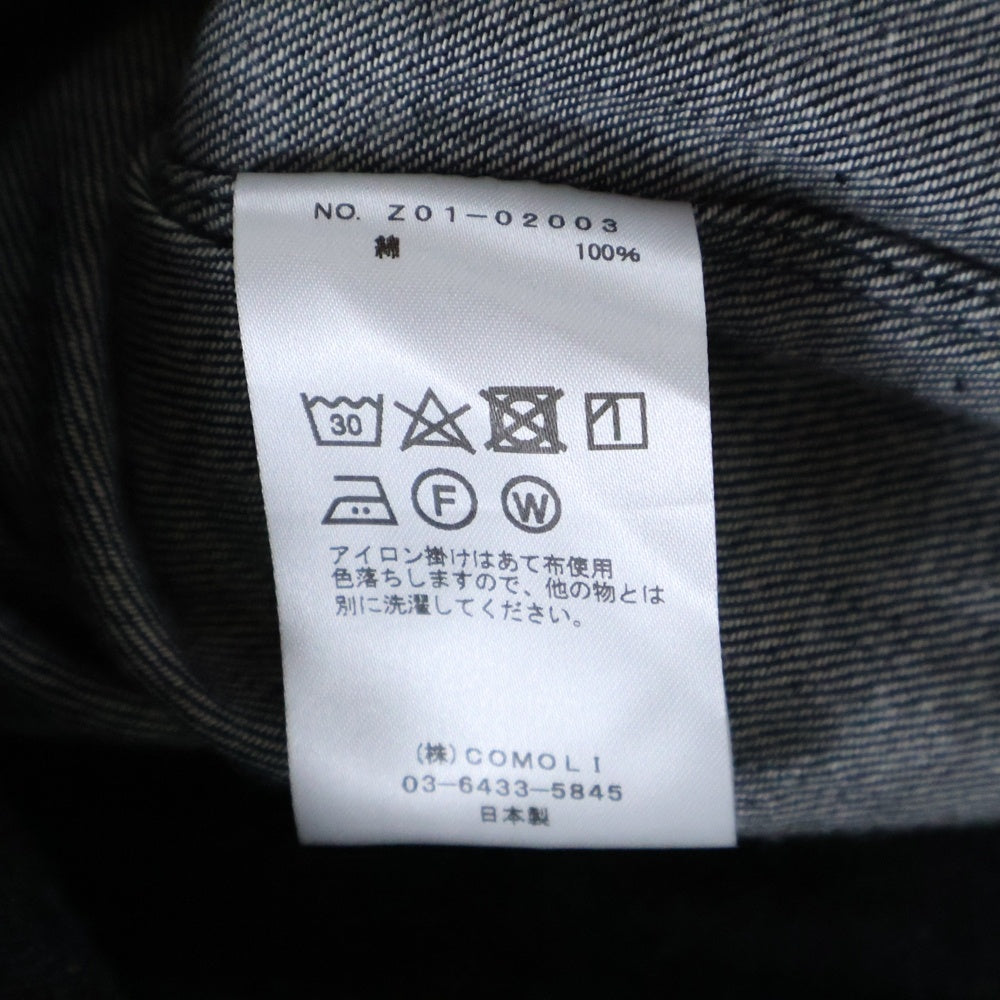 NO. Z01-02003
綿 100%
30
F W
アイロン掛けはあて布使用
色落ちしますので、他の物とは
別に洗濯してください。
(株)COMOLI
03-6433-5845
日本製